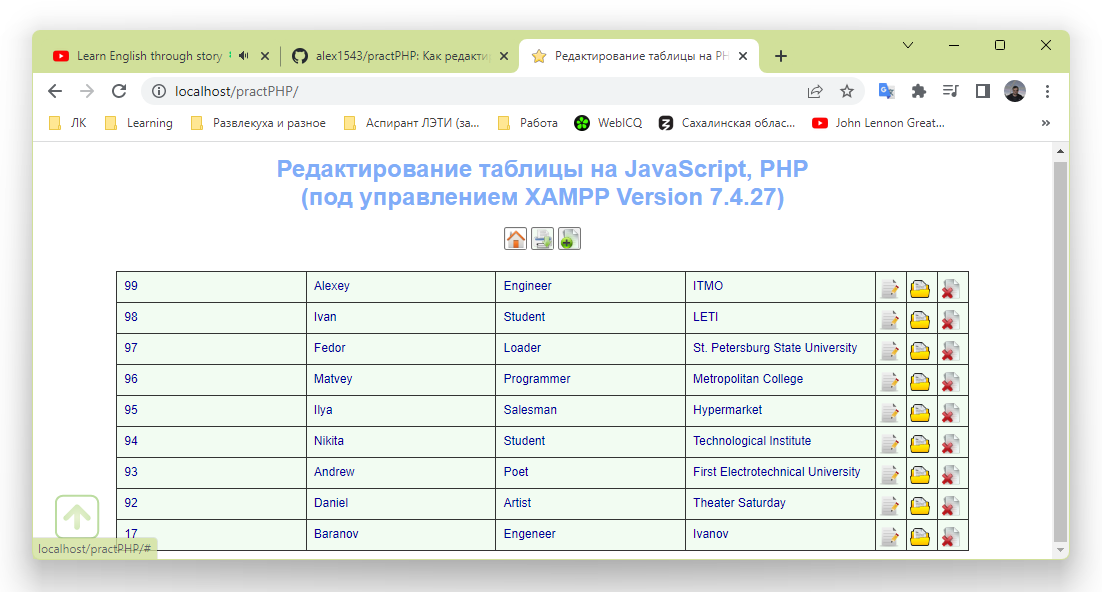 Learn English through story
alex1543/practPHP: Как редакти
Редактирование таблицы на PH
localhost/practPHP/
ЛК
Learning
Развлекуха и разное
Аспирант ЛЭТИ (за...
Работа
WebICQ
Сахалинская облас...
John Lennon Great...
»
Редактирование таблицы на JavaScript, PHP
(под управлением XAMPP Version 7.4.27)
99 Alexey Engineer ITMO
98 Ivan Student LETI
97 Fedor Loader St. Petersburg State University
96 Matvey Programmer Metropolitan College
95 Ilya Salesman Hypermarket
94 Nikita Student Technological Institute
93 Andrew Poet First Electrotechnical University
92 Daniel Artist Theater Saturday
17 Baranov Engeneer Ivanov
localhost/practPHP/#